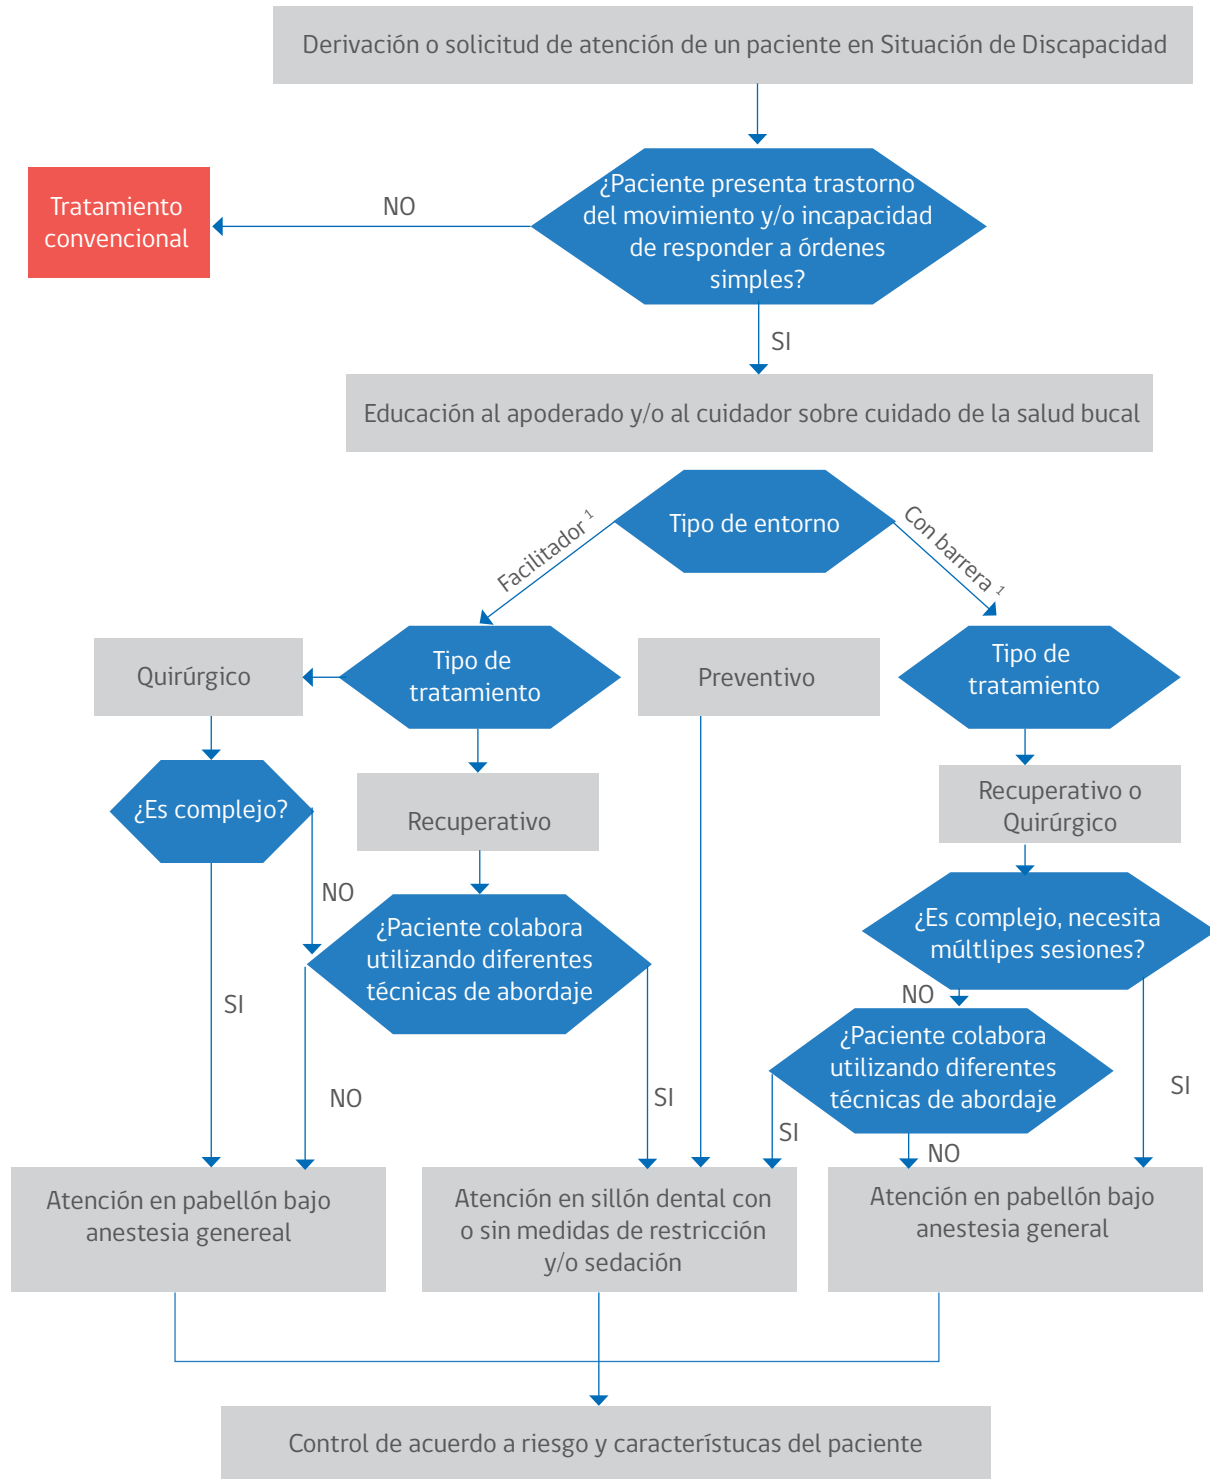 Derivación o solicitud de atención de un paciente en Situación de Discapacidad
¿Paciente presenta trastorno
del movimiento y/o incapacidad
de responder a órdenes
simples?
NO
Tratamiento
convencional
SI
Educación al apoderado y/o al cuidador sobre cuidado de la salud bucal
Tipo de entorno
Facilitador 1
Con barrera 1
Quirúrgico
Tipo de
tratamiento
Preventivo
Tipo de
tratamiento
¿Es complejo?
Recuperativo
Recuperativo o
Quirúrgico
NO
¿Paciente colabora
utilizando diferentes
técnicas de abordaje
¿Es complejo, necesita
múltlipes sesiones?
SI
NO
¿Paciente colabora
utilizando diferentes
técnicas de abordaje
NO
SI
SI
SI
NO
Atención en pabellón bajo
anestesia genereal
Atención en sillón dental con
o sin medidas de restricción
y/o sedación
Atención en pabellón bajo
anestesia general
Control de acuerdo a riesgo y característucas del paciente